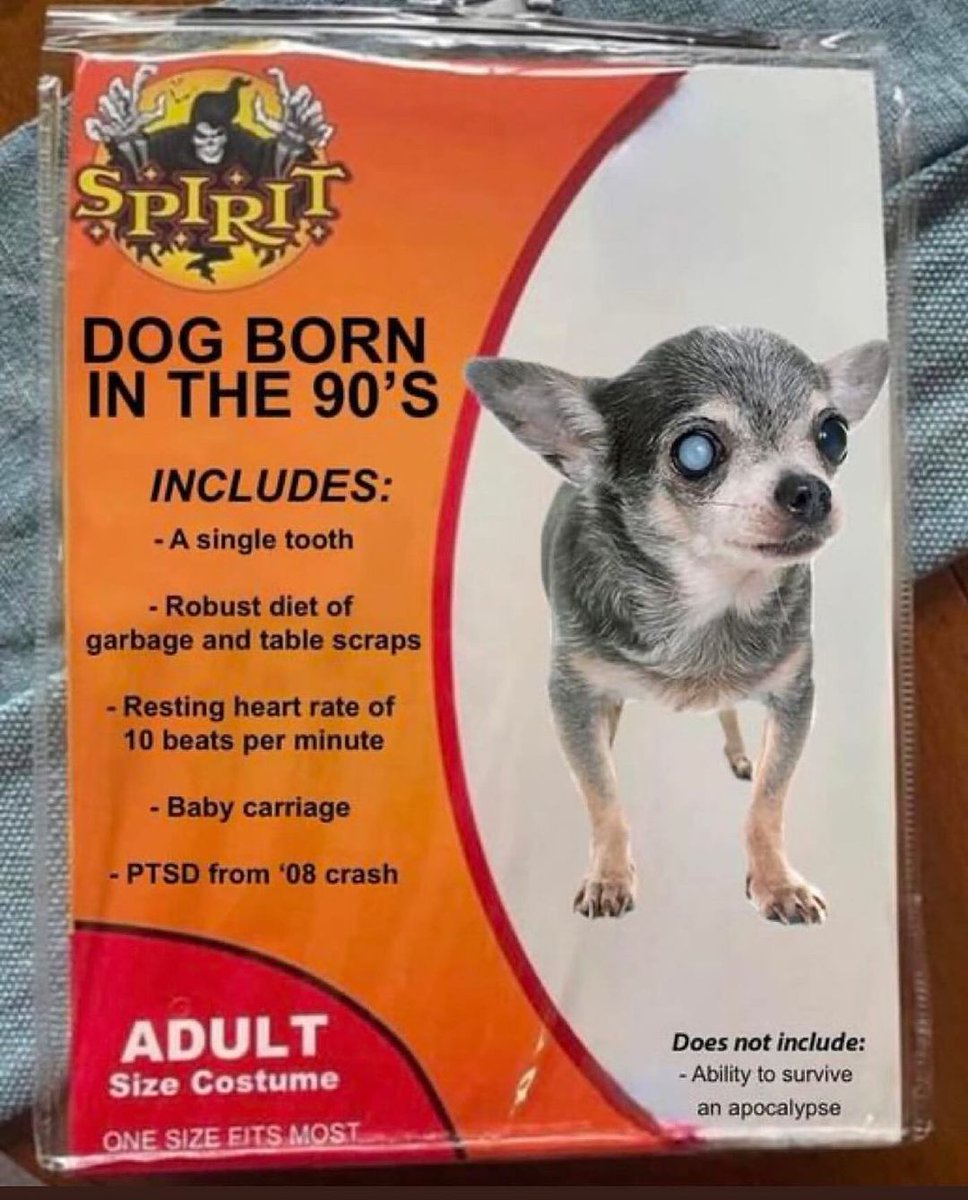 SPIRIT
DOG BORN
IN THE 90'S
INCLUDES:
- A single tooth
- Robust diet of
garbage and table scraps
- Resting heart rate of
10 beats per minute
- Baby carriage
- PTSD from ‘08 crash
ADULT
Size Costume
ONE SIZE FITS MOST
Does not include:
- Ability to survive
an apocalypse